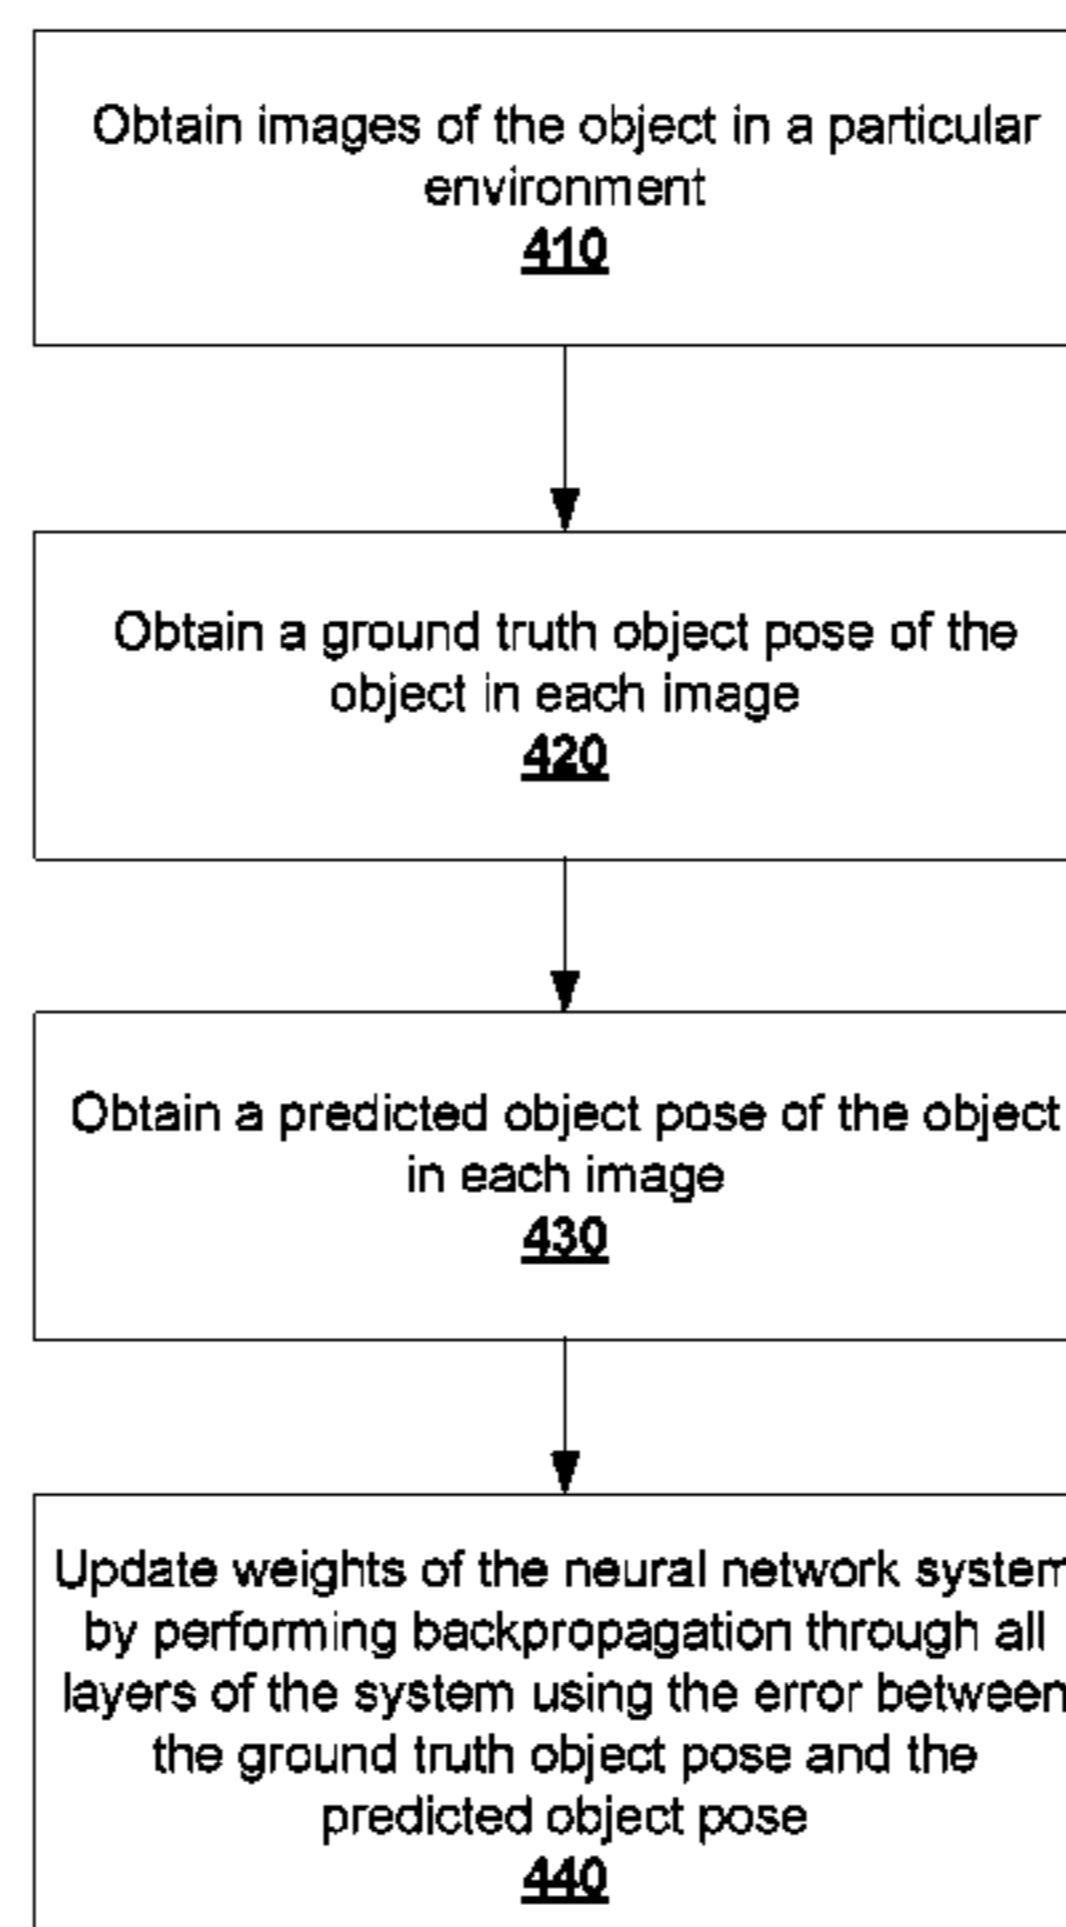 Obtain images of the object in a particular
environment
410
Obtain a ground truth object pose of the
object in each image
420
Obtain a predicted object pose of the object
in each image
430
Update weights of the neural network system
by performing backpropagation through all
layers of the system using the error between
the ground truth object pose and the
predicted object pose
440